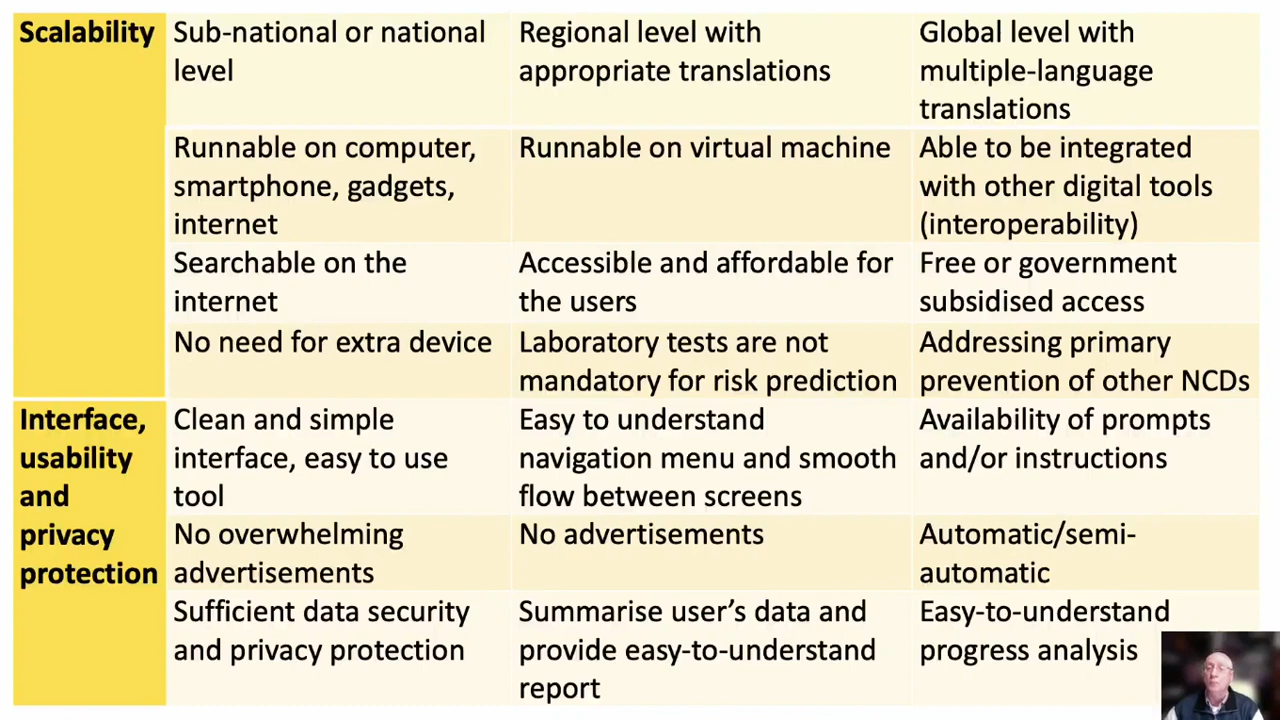 Scalability
Sub-national or national
level
Regional level with
appropriate translations
Global level with
multiple-language
translations
Runnable on computer,
smartphone, gadgets,
internet
Runnable on virtual machine
Able to be integrated
with other digital tools
(interoperability)
Searchable on the
internet
Accessible and affordable for
the users
Free or government
subsidised access
No need for extra device
Laboratory tests are not
mandatory for risk prediction
Addressing primary
prevention of other NCDs
Interface,
usability
and
privacy
protection
Clean and simple
interface, easy to use
tool
Easy to understand
navigation menu and smooth
flow between screens
Availability of prompts
and/or instructions
No overwhelming
advertisements
No advertisements
Automatic/semi-
automatic
Sufficient data security
and privacy protection
Summarise user’s data and
provide easy-to-understand
report
Easy-to-understand
progress analysis